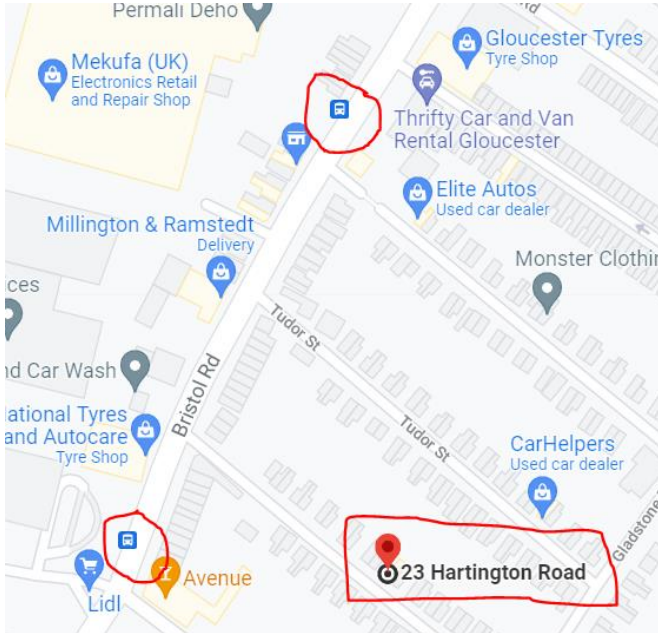 Permali Deho
Mekufa (UK)
Electronics Retail
and Repair Shop
Gloucester Tyres
Tyre Shop
Thrifty Car and Van
Rental Gloucester
Elite Autos
Used car dealer
Millington & Ramstedt
Delivery
Monster Clothin
ces
Tudor St
nd Car Wash
Bristol Rd
ational Tyres
and Autocare
Tyre Shop
Tudor St
CarHelpers
Used car dealer
Gladstone
23 Hartington Road
Avenue
Lidl